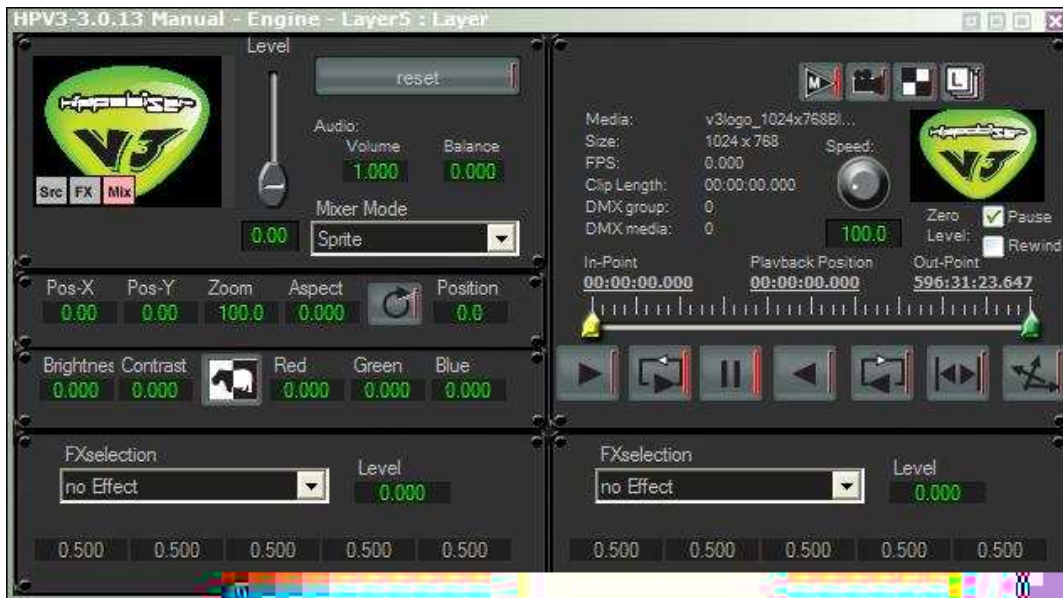 HPV3-3.0.13 Manual - Engine - Layer5 : Layer
Level
reset
V3
Src FX Mix
Audio:
Volume Balance
1.000 0.000
Mixer Mode
0.00 Sprite
Pos-X Pos-Y Zoom Aspect Position
0.00 0.00 100.0 0.000 0.0
Brightnes Contrast Red Green Blue
0.000 0.000 0.000 0.000 0.000
FXselection
no Effect
Level
0.000
0.500 0.500 0.500 0.500 0.500
M L
Media: v3logo_1024x768Bl...
Size: 1024 x 768
FPS: 0.000
Clip Length: 00:00:00.000
DMX group: 0
DMX media: 0
Speed:
100.0
V3
Zero Level:
Pause
Rewind
In-Point Playback Position Out-Point
00:00:00.000 00:00:00.000 596:31:23.647
FXselection
no Effect
Level
0.000
0.500 0.500 0.500 0.500 0.500